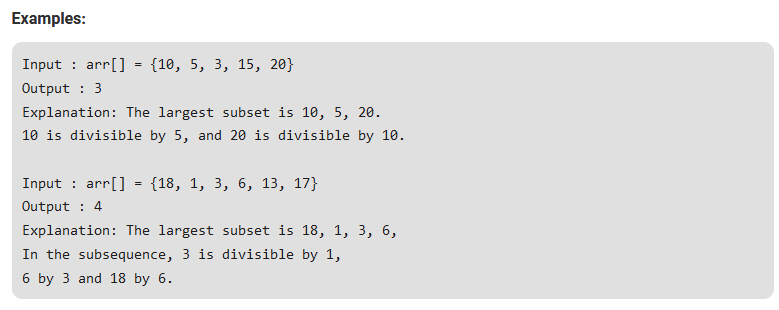 Examples:
Input : arr[] = {10, 5, 3, 15, 20}
Output : 3
Explanation: The largest subset is 10, 5, 20.
10 is divisible by 5, and 20 is divisible by 10.
Input : arr[] = {18, 1, 3, 6, 13, 17}
Output : 4
Explanation: The largest subset is 18, 1, 3, 6,
In the subsequence, 3 is divisible by 1,
6 by 3 and 18 by 6.